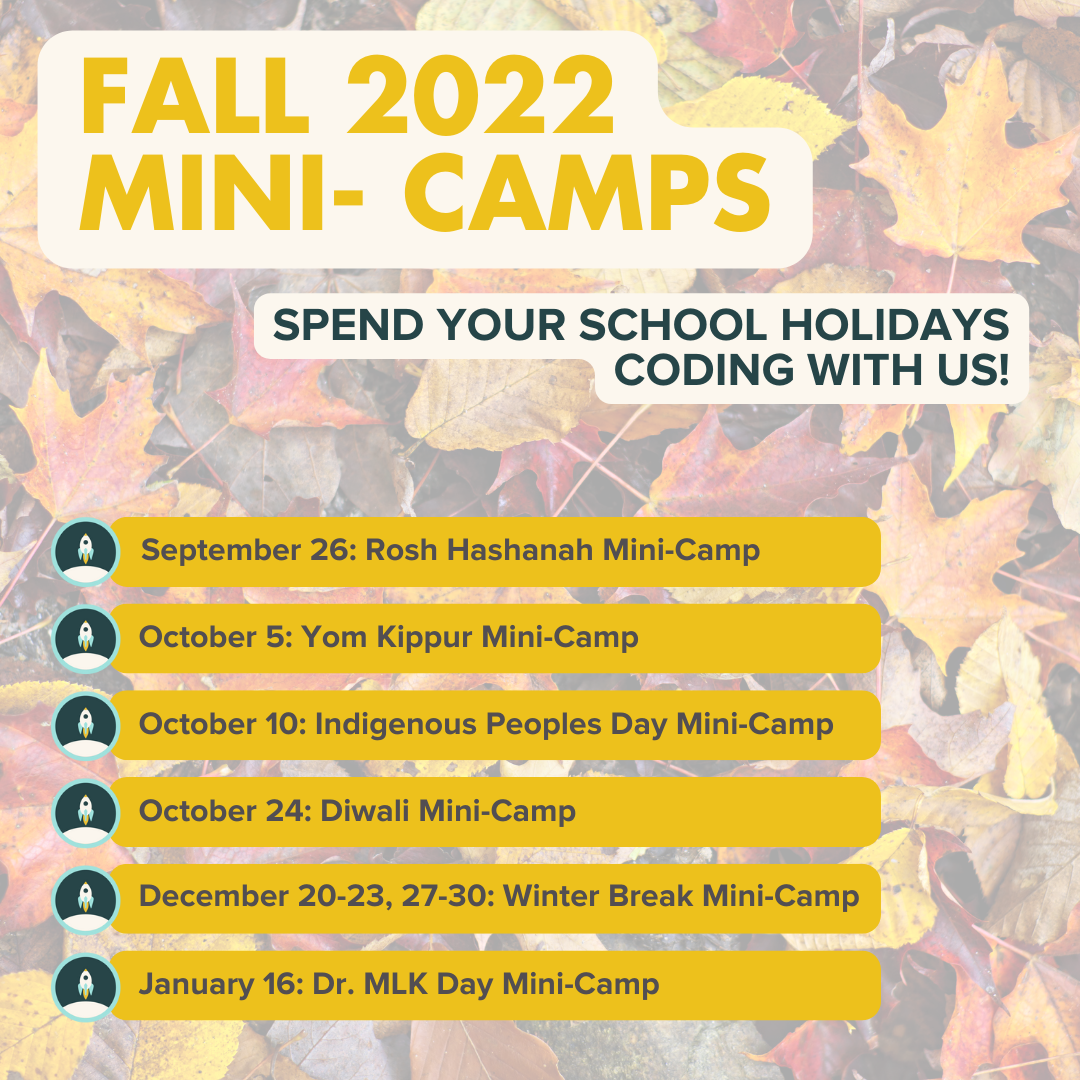 FALL 2022
MINI- CAMPS
SPEND YOUR SCHOOL HOLIDAYS
CODING WITH US!
September 26: Rosh Hashanah Mini-Camp
October 5: Yom Kippur Mini-Camp
October 10: Indigenous Peoples Day Mini-Camp
October 24: Diwali Mini-Camp
December 20-23, 27-30: Winter Break Mini-Camp
January 16: Dr. MLK Day Mini-Camp